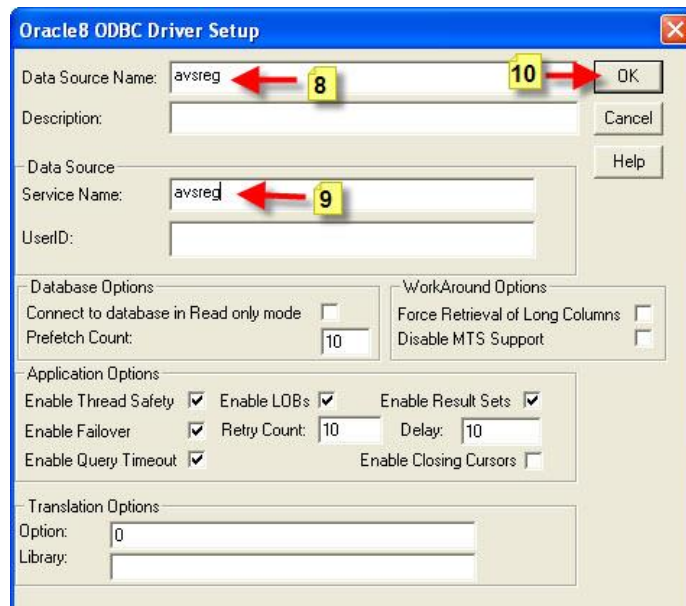 Oracle8 ODBC Driver Setup
Data Source Name: avsreg 8 10 OK
Description: Cancel
Data Source Help
Service Name: avsreg 9
UserID:
Database Options WorkAround Options
Connect to database in Read only mode Force Retrieval of Long Columns
Prefetch Count: 10 Disable MTS Support
Application Options
Enable Thread Safety Enable LOBs Enable Result Sets
Enable Failover Retry Count: 10 Delay: 10
Enable Query Timeout Enable Closing Cursors
Translation Options
Option: 0
Library: